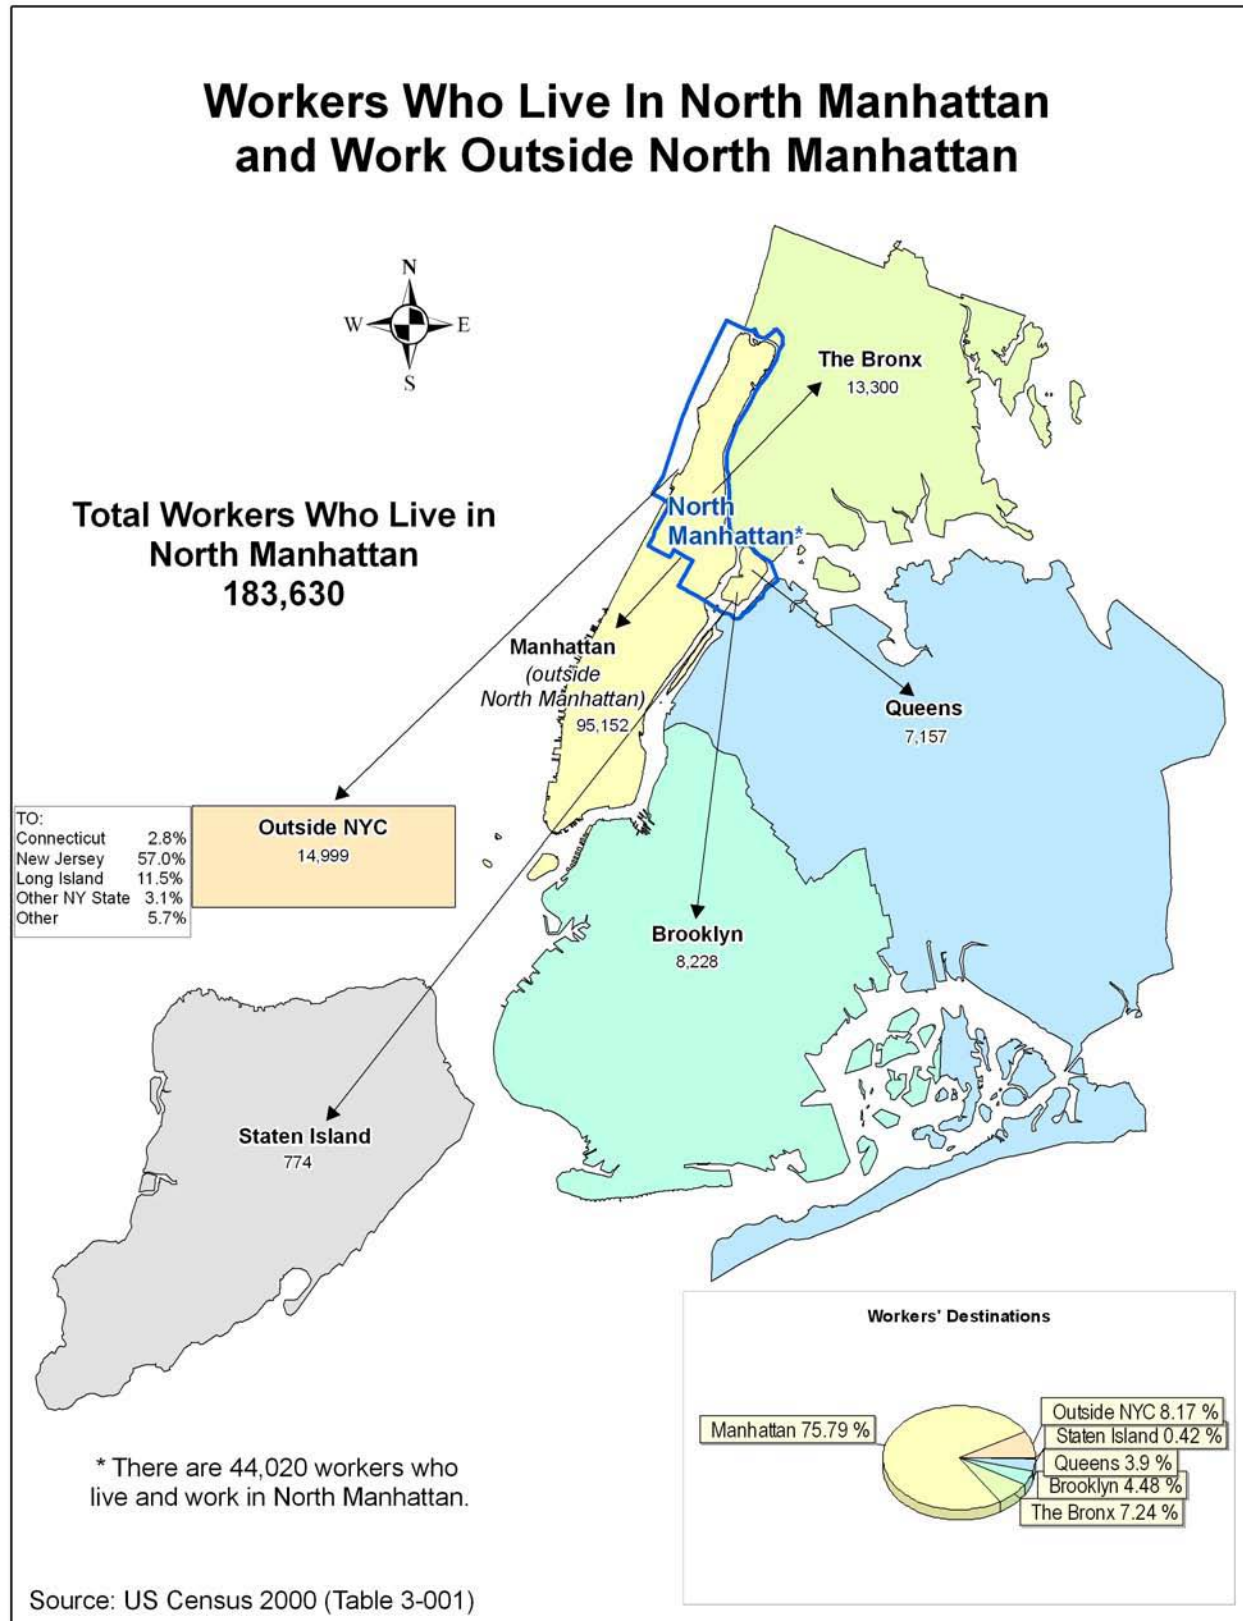 Workers Who Live In North Manhattan
and Work Outside North Manhattan
N
W E
S
The Bronx
13,300
North
Manhattan*
Total Workers Who Live in
North Manhattan
183,630
Manhattan
(outside
North Manhattan)
95,152
Queens
7,157
TO:
Connecticut 2.8%
New Jersey 57.0%
Long Island 11.5%
Other NY State 3.1%
Other 5.7%
Outside NYC
14,999
Brooklyn
8,228
Staten Island
774
Workers' Destinations
Manhattan 75.79 %
Outside NYC 8.17 %
Staten Island 0.42 %
Queens 3.9 %
Brooklyn 4.48 %
The Bronx 7.24 %
* There are 44,020 workers who
live and work in North Manhattan.
Source: US Census 2000 (Table 3-001)